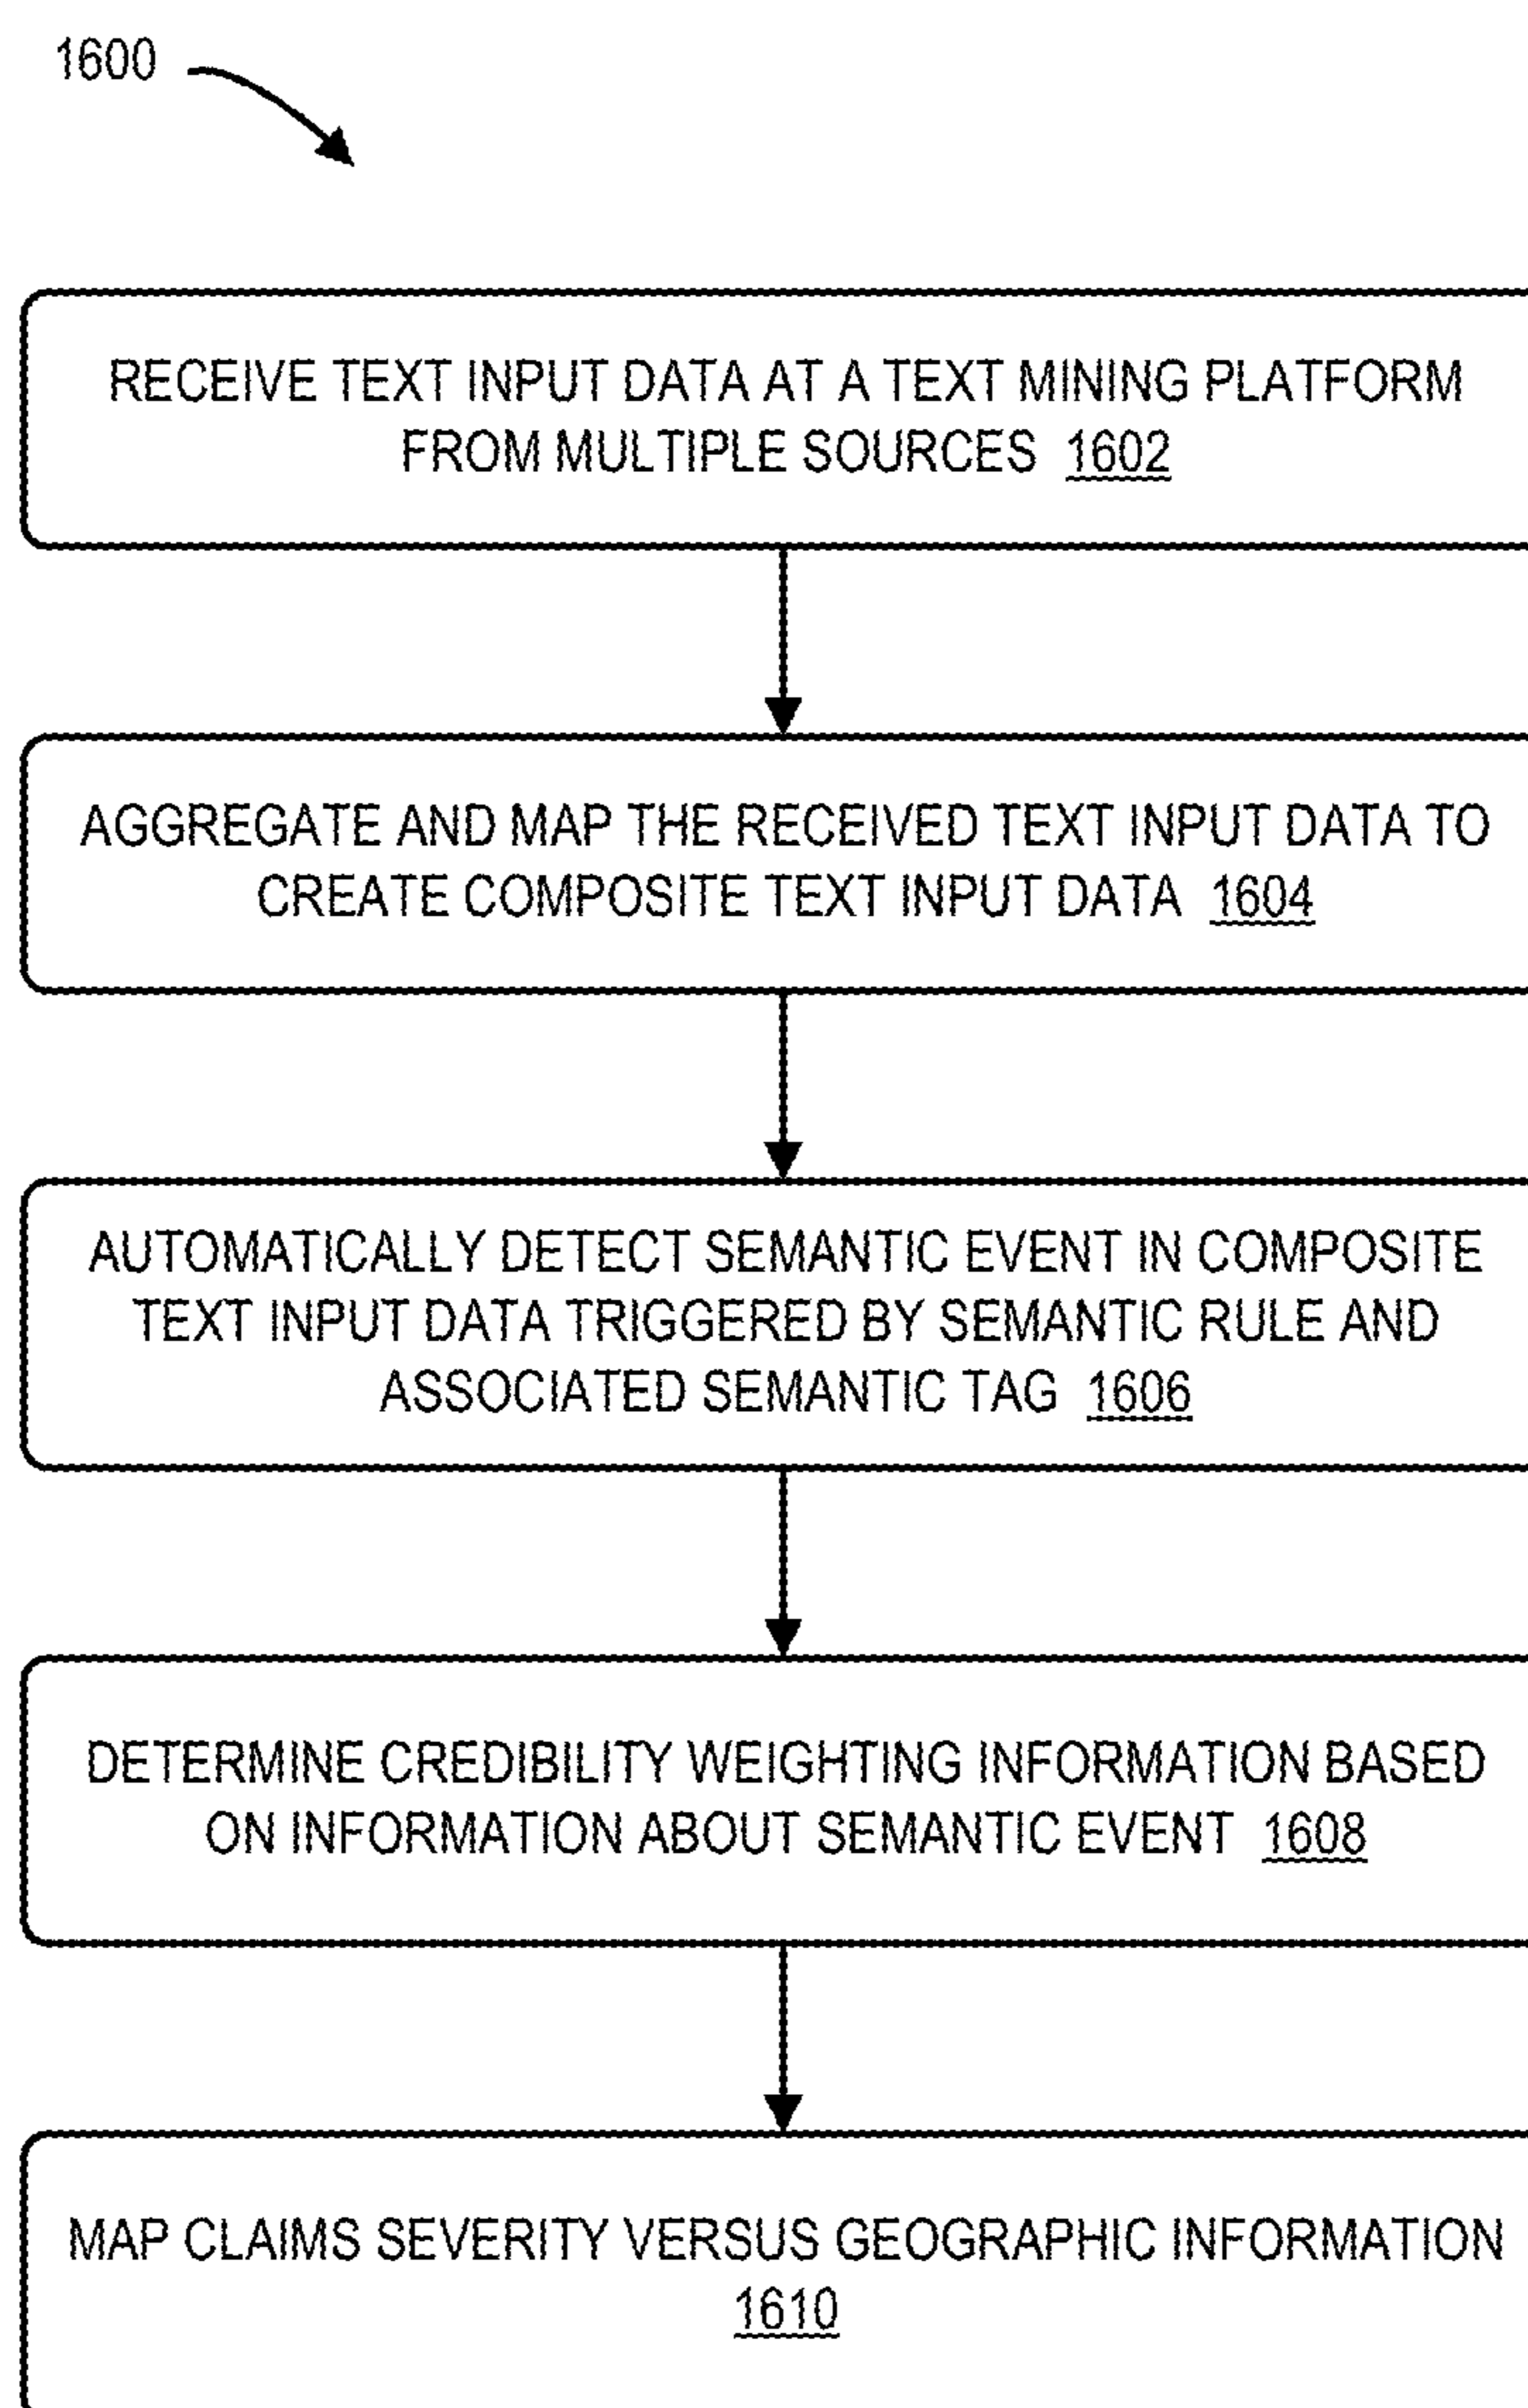 1600
RECEIVE TEXT INPUT DATA AT A TEXT MINING PLATFORM
FROM MULTIPLE SOURCES 1602
AGGREGATE AND MAP THE RECEIVED TEXT INPUT DATA TO
CREATE COMPOSITE TEXT INPUT DATA 1604
AUTOMATICALLY DETECT SEMANTIC EVENT IN COMPOSITE
TEXT INPUT DATA TRIGGERED BY SEMANTIC RULE AND
ASSOCIATED SEMANTIC TAG 1606
DETERMINE CREDIBILITY WEIGHTING INFORMATION BASED
ON INFORMATION ABOUT SEMANTIC EVENT 1608
MAP CLAIMS SEVERITY VERSUS GEOGRAPHIC INFORMATION
1610